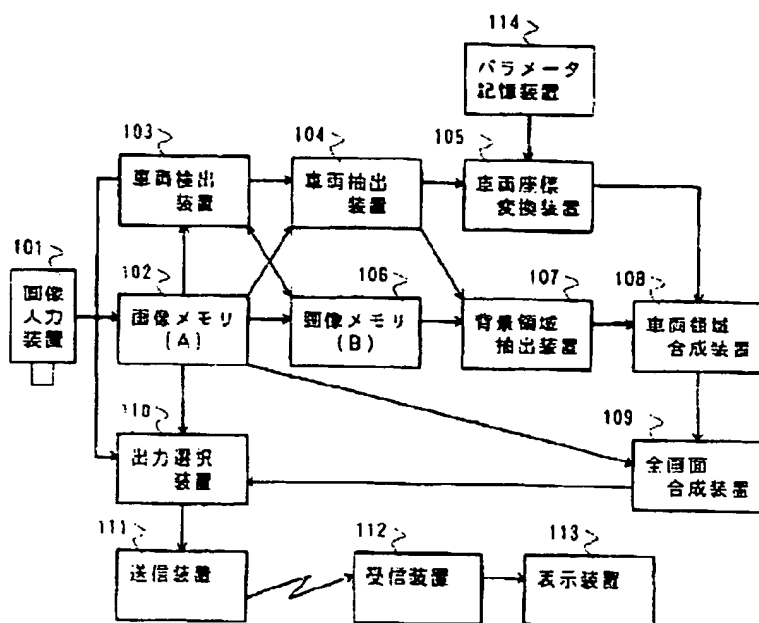 114
パラメータ
記憶装置
103
車両検出
装置
104
車両抽出
装置
105
車両座標
変換装置
101
画像
入力
装置
102
画像メモリ
(A)
106
画像メモリ
(B)
107
背景領域
抽出装置
108
車両領域
合成装置
110
出力選択
装置
109
全画面
合成装置
111
送信装置
112
受信装置
113
表示装置